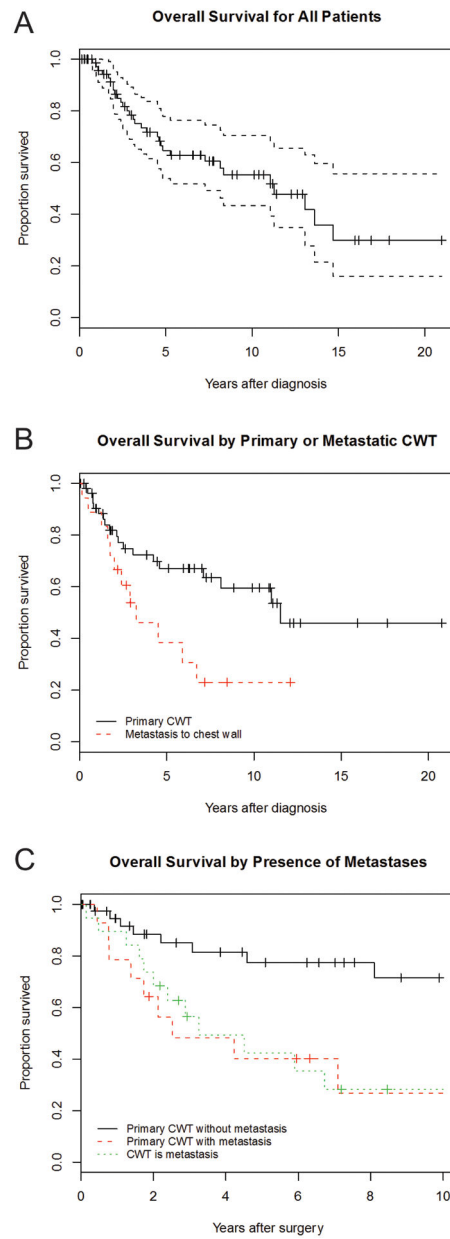 A
Overall Survival for All Patients
Proportion survived
0.0 0.2 0.4 0.6 0.8 1.0
0 5 10 15 20
Years after diagnosis
B
Overall Survival by Primary or Metastatic CWT
Proportion survived
0.0 0.2 0.4 0.6 0.8 1.0
Primary CWT
Metastasis to chest wall
0 5 10 15 20
Years after diagnosis
C
Overall Survival by Presence of Metastases
Proportion survived
0.0 0.2 0.4 0.6 0.8 1.0
Primary CWT without metastasis
Primary CWT with metastasis
CWT is metastasis
0 2 4 6 8 10
Years after surgery